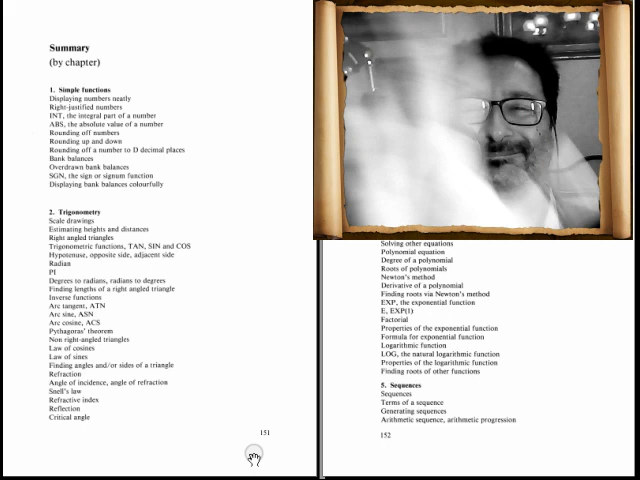 Summary
(by chapter)
1. Simple functions
Displaying numbers neatly
Right-justified numbers
INT, the integral part of a number
ABS, the absolute value of a number
Rounding off numbers
Rounding up and down
Rounding off a number to D decimal places
Bank balances
Overdrawn bank balances
SGN, the sign or signum function
Displaying bank balances colourfully
2. Trigonometry
Scale drawings
Estimating heights and distances
Right angled triangles
Trigonometric functions, TAN, SIN and COS
Hypotenuse, opposite side, adjacent side
Radian
PI
Degrees to radians, radians to degrees
Finding lengths of a right angled triangle
Inverse functions
Arc tangent, ATN
Arc sine, ASN
Arc cosine, ACS
Pythagoras' theorem
Non right-angled triangles
Law of cosines
Law of sines
Finding angles and/or sides of a triangle
Refraction
Angle of incidence, angle of refraction
Snell's law
Refractive index
Reflection
Critical angle
151
Solving other equations
Polynomial equation
Degree of a polynomial
Roots of polynomials
Newton's method
Derivative of a polynomial
Finding roots via Newton's method
EXP, the exponential function
E, EXP(1)
Factorial
Properties of the exponential function
Formula for exponential function
Logarithmic function
LOG, the natural logarithmic function
Properties of the logarithmic function
Finding roots of other functions
5. Sequences
Sequences
Terms of a sequence
Generating sequences
Arithmetic sequence, arithmetic progression
152